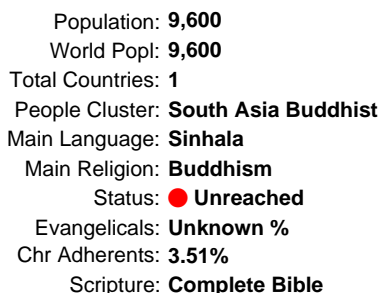 Population: 9,600
World Popl: 9,600
Total Countries: 1
People Cluster: South Asia Buddhist
Main Language: Sinhala
Main Religion: Buddhism
Status: Unreached
Evangelicals: Unknown %
Chr Adherents: 3.51%
Scripture: Complete Bible